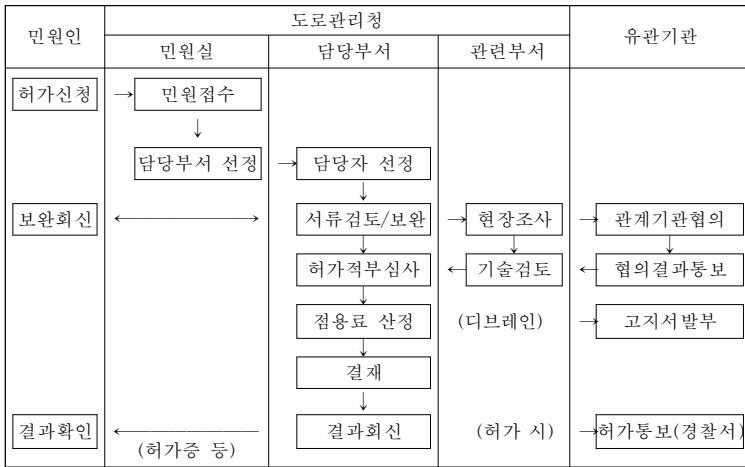 민원인 도로관리청 유관기관
민원실 담당부서 관련부서
허가신청 → 민원접수
↓
담당부서 선정 → 담당자 선정
↓
보완회신 ←――――――→ 서류검토/보완 → 현장조사 → 관계기관협의
↓ ↓ ↓
허가적부심사 ← 기술검토 ← 협의결과통보
↓
점용료 산정 (디브레인) → 고지서발부
↓
결재
↓
결과확인 ←―――――― 결과회신 (허가 시) →허가통보(경찰서)
(허가증 등)